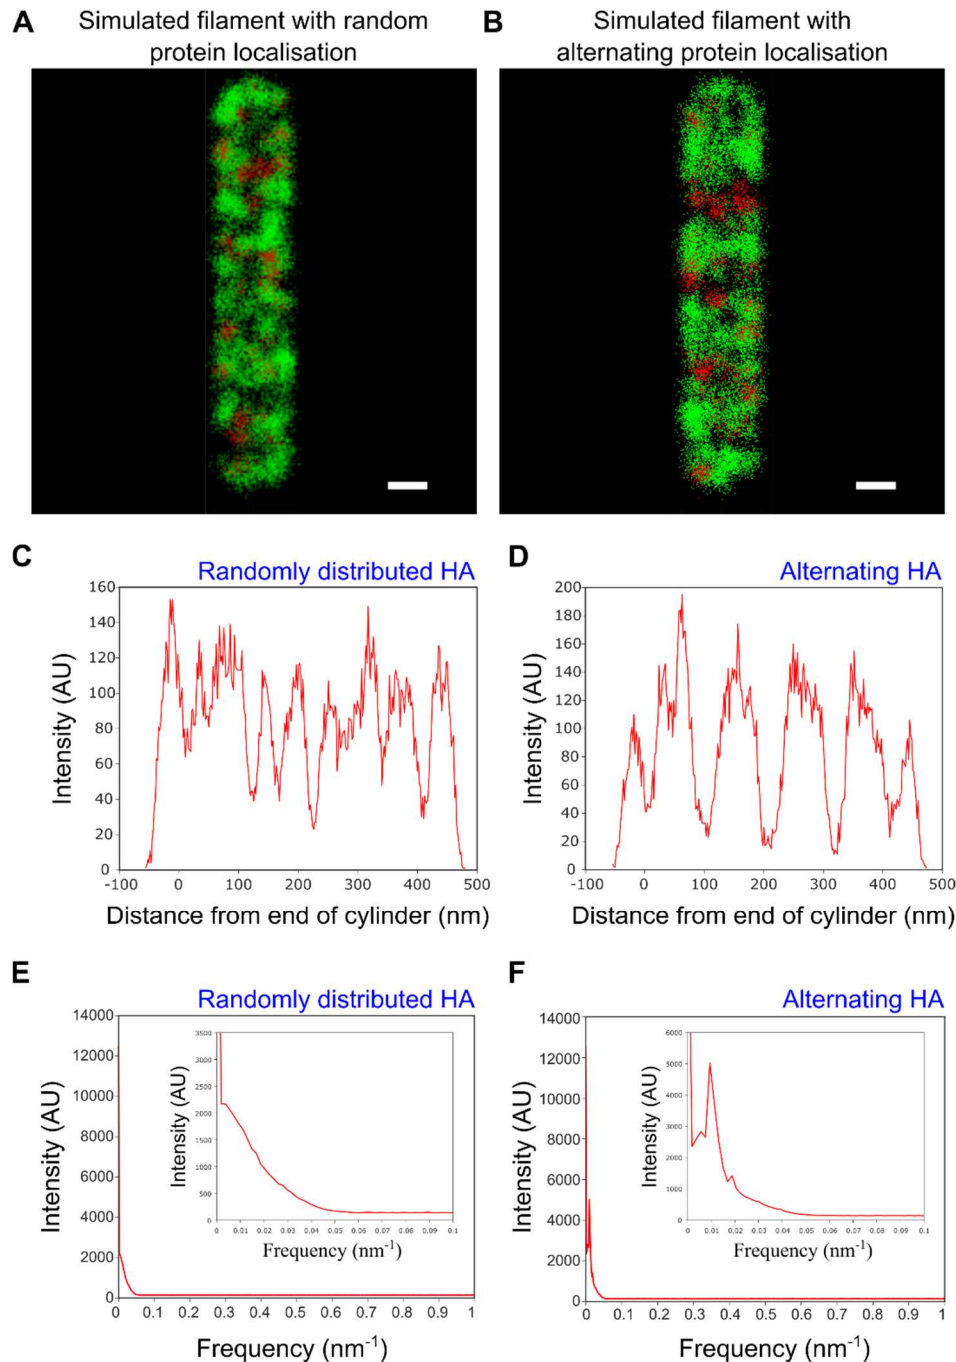 A
Simulated filament with random
protein localisation
B
Simulated filament with
alternating protein localisation
C
Randomly distributed HA
Intensity (AU)
160
140
120
100
80
60
40
20
0
-100 0 100 200 300 400 500
Distance from end of cylinder (nm)
D
Alternating HA
Intensity (AU)
200
180
160
140
120
100
80
60
40
20
0
-100 0 100 200 300 400 500
Distance from end of cylinder (nm)
E
Randomly distributed HA
Intensity (AU)
14000
12000
10000
8000
6000
4000
2000
0
0 0.1 0.2 0.3 0.4 0.5 0.6 0.7 0.8 0.9 1
Frequency (nm-1)
Intensity (AU)
3500
3000
2500
2000
1500
1000
500
0
0 0.01 0.02 0.03 0.04 0.05 0.06 0.07 0.08 0.09 0.1
Frequency (nm-1)
F
Alternating HA
Intensity (AU)
14000
12000
10000
8000
6000
4000
2000
0
0 0.1 0.2 0.3 0.4 0.5 0.6 0.7 0.8 0.9 1
Frequency (nm-1)
Intensity (AU)
6000
5000
4000
3000
2000
1000
0
0 0.01 0.02 0.03 0.04 0.05 0.06 0.07 0.08 0.09 0.1
Frequency (nm-1)